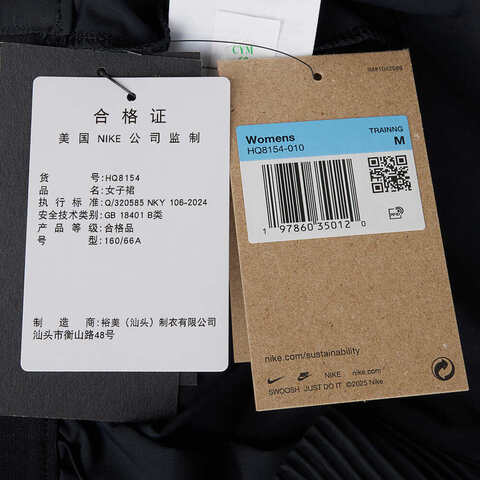 CYM
合格证
美国 NIKE 公司监制
货号:HQ8154
品名:女子裙
执行标准:Q/320585 NKY 106-2024
安全技术类别:GB 18401 B类
产品等级:合格品
号型:160/66A
制造商:裕美（汕头）制衣有限公司
汕头市衡山路48号
Womens
TRAINNG
HQ8154-010
M
1 97860 35012 0
nike.com/sustainability
NIKE
SWOOSH JUST DO IT ©2025 Nike